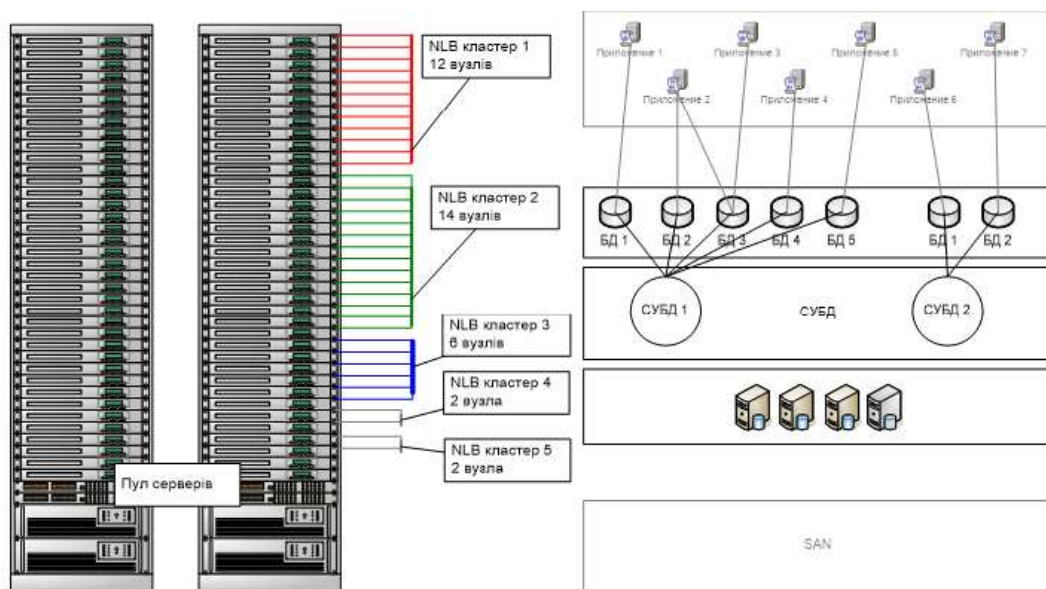 NLB кластер 1
12 вузлів
NLB кластер 2
14 вузлів
NLB кластер 3
6 вузлів
NLB кластер 4
2 вузла
NLB кластер 5
2 вузла
Пул серверів
Приложение 1
Приложение 3
Приложение 5
Приложение 7
Приложение 2
Приложение 4
Приложение 6
БД 1
БД 2
БД 3
БД 4
БД 5
БД 1
БД 2
СУБД 1
СУБД
СУБД 2
SAN